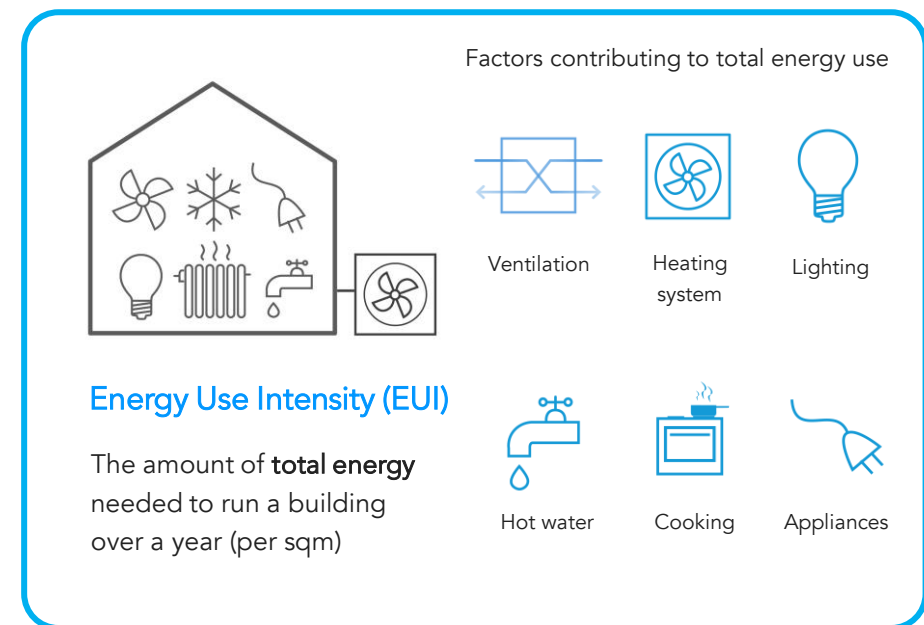 Factors contributing to total energy use
Ventilation
Heating
system
Lighting
Energy Use Intensity (EUI)
The amount of total energy
needed to run a building
over a year (per sqm)
Hot water
Cooking
Appliances